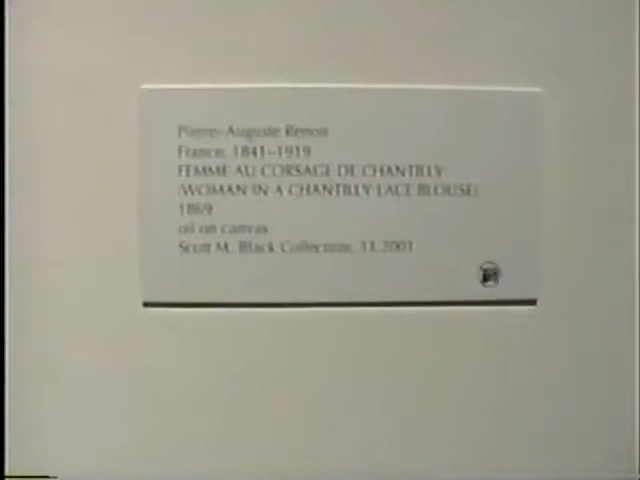 Pierre-Auguste Renoir
France, 1841-1919
FEMME AU CORSAGE DE CHANTILLY
(WOMAN IN A CHANTILLY LACE BLOUSE)
1869
oil on canvas
Scott M. Black Collection, 11.2001